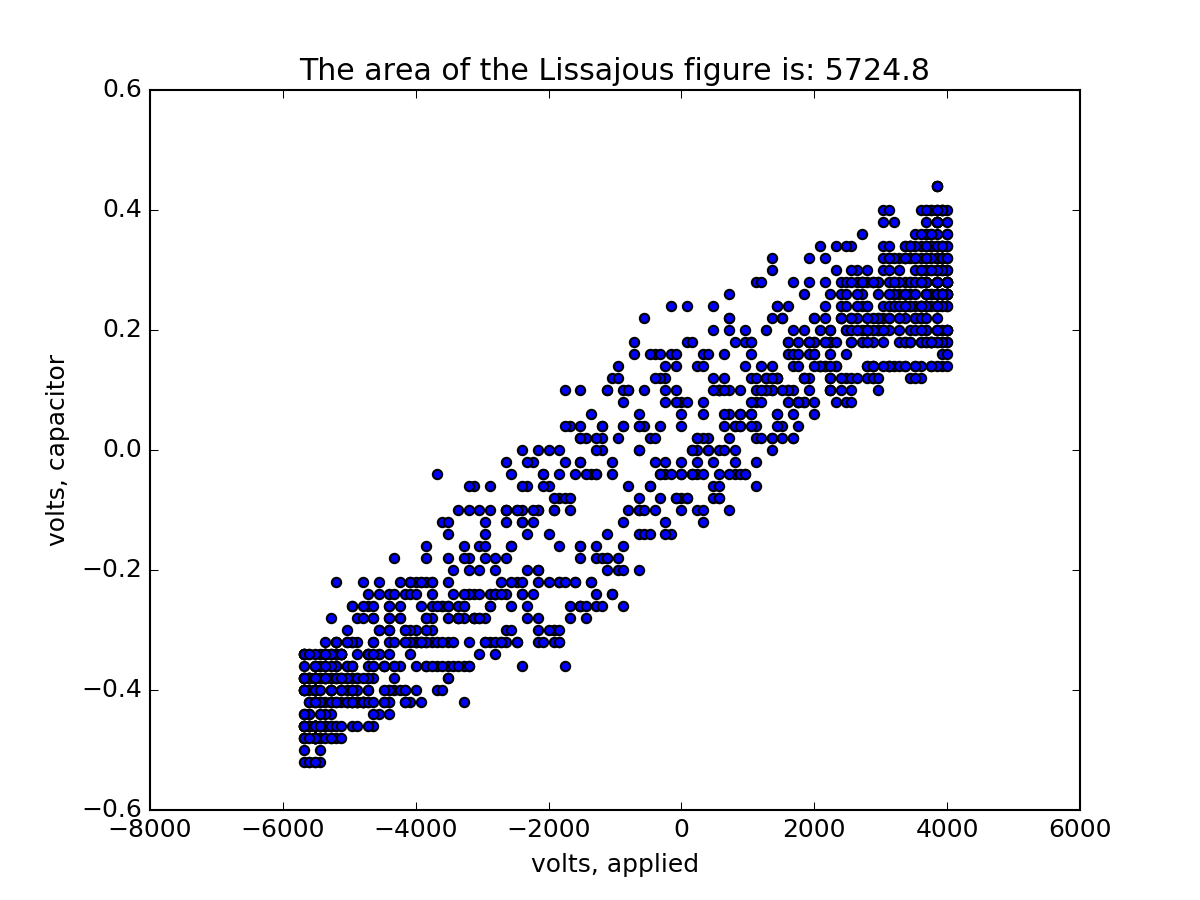 The area of the Lissajous figure is: 5724.8
0.6
0.4
0.2
0.0
−0.2
−0.4
−0.6
volts, capacitor
−8000 −6000 −4000 −2000 0 2000 4000 6000
volts, applied